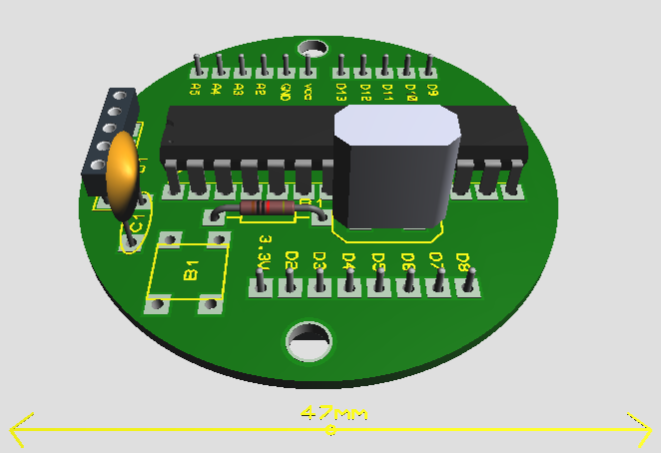 A5 A4 A3 A2 GND VCC D13 D12 D11 D10 D9
C1
B1
3.3V D2 D3 D4 D5 D6 D7 D8
47mm